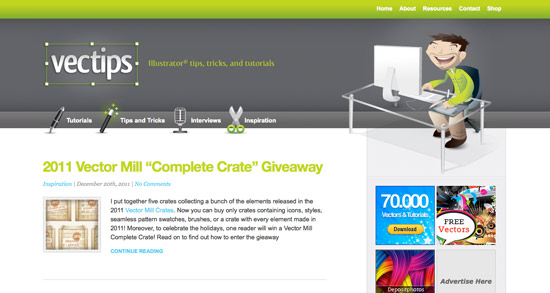 Home About Resources Contact Shop
vectips
Illustrator® tips, tricks, and tutorials
Tutorials Tips and Tricks Interviews Inspiration
2011 Vector Mill “Complete Crate” Giveaway
Inspiration | December 20th, 2011 | No Comments
I put together five crates collecting a bunch of the elements released in the
2011 Vector Mill Crates. Now you can buy only crates containing icons, styles,
seamless pattern swatches, brushes, or a crate with every element made in
2011! Moreover, to celebrate the holidays, one reader will win a Vector Mill
Complete Crate! Read on to find out how to enter the giveaway
CONTINUE READING
70.000
Vectors & Tutorials
Download
FREE
Vectors
Depositphotos
Advertise Here